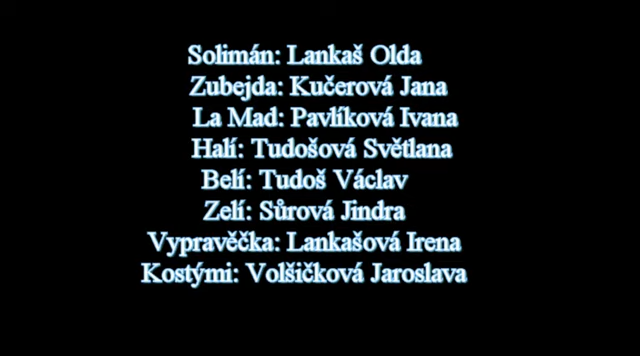 Solimán: Lankaš Olda
Zubejda: Kučerová Jana
La Mad: Pavlíková Ivana
Halí: Tudošová Světlana
Belí: Tudoš Václav
Zelí: Sůrová Jindra
Vypravěčka: Lankašová Irena
Kostými: Volšičková Jaroslava